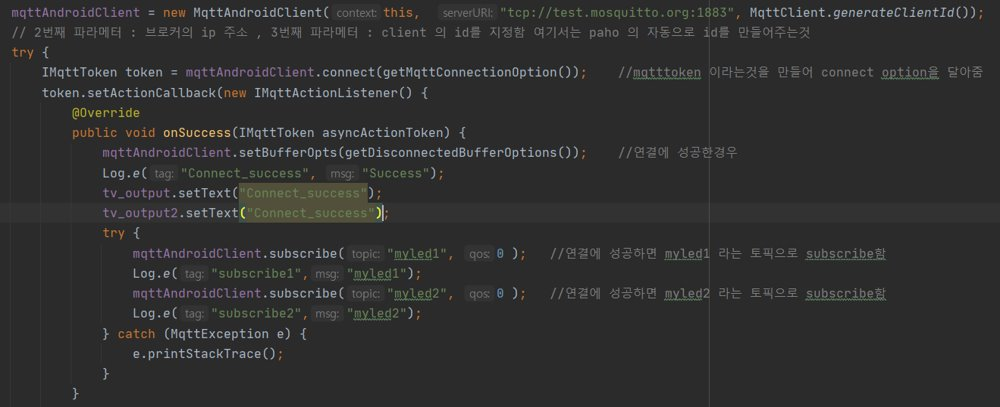 mqttAndroidClient = new MqttAndroidClient( context: this, serverURI: "tcp://test.mosquitto.org:1883", MqttClient.generateClientId());
// 2번째 파라메터 : 브로커의 ip 주소 , 3번째 파라메터 : client 의 id를 지정함 여기서는 paho 의 자동으로 id를 만들어주는것
try {
IMqttToken token = mqttAndroidClient.connect(getMqttConnectionOption()); //mqtttoken 이라는것을 만들어 connect option을 달아줌
token.setActionCallback(new IMqttActionListener() {
@Override
public void onSuccess(IMqttToken asyncActionToken) {
mqttAndroidClient.setBufferOpts(getDisconnectedBufferOptions()); //연결에 성공한경우
Log.e( tag: "Connect_success", msg: "Success");
tv_output.setText("Connect_success");
tv_output2.setText("Connect_success");
try {
mqttAndroidClient.subscribe( topic: "myled1", qos: 0 ); //연결에 성공하면 myled1 라는 토픽으로 subscribe함
Log.e( tag: "subscribe1", msg: "myled1");
mqttAndroidClient.subscribe( topic: "myled2", qos: 0 ); //연결에 성공하면 myled2 라는 토픽으로 subscribe함
Log.e( tag: "subscribe2", msg: "myled2");
} catch (MqttException e) {
e.printStackTrace();
}
}